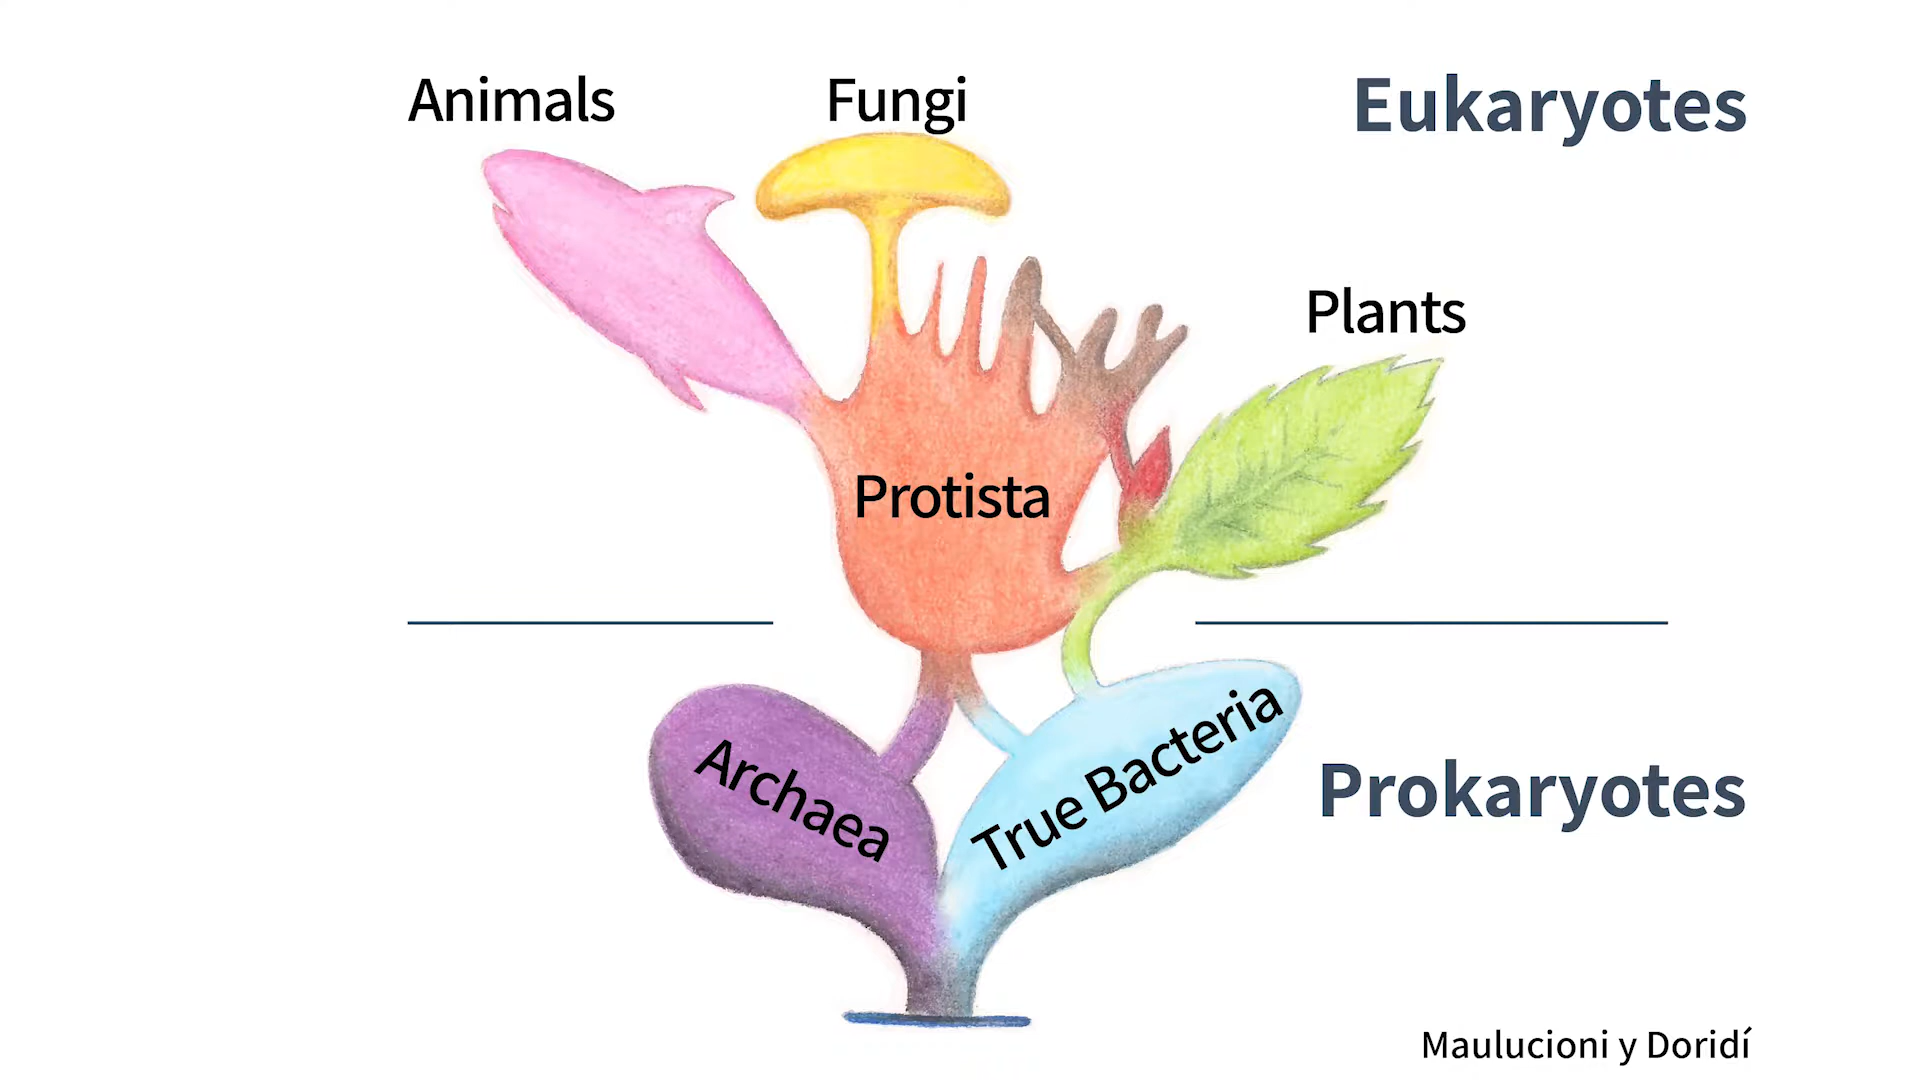 Animals
Fungi
Eukaryotes
Plants
Protista
Archaea
True Bacteria
Prokaryotes
Maulucioni y Doridí